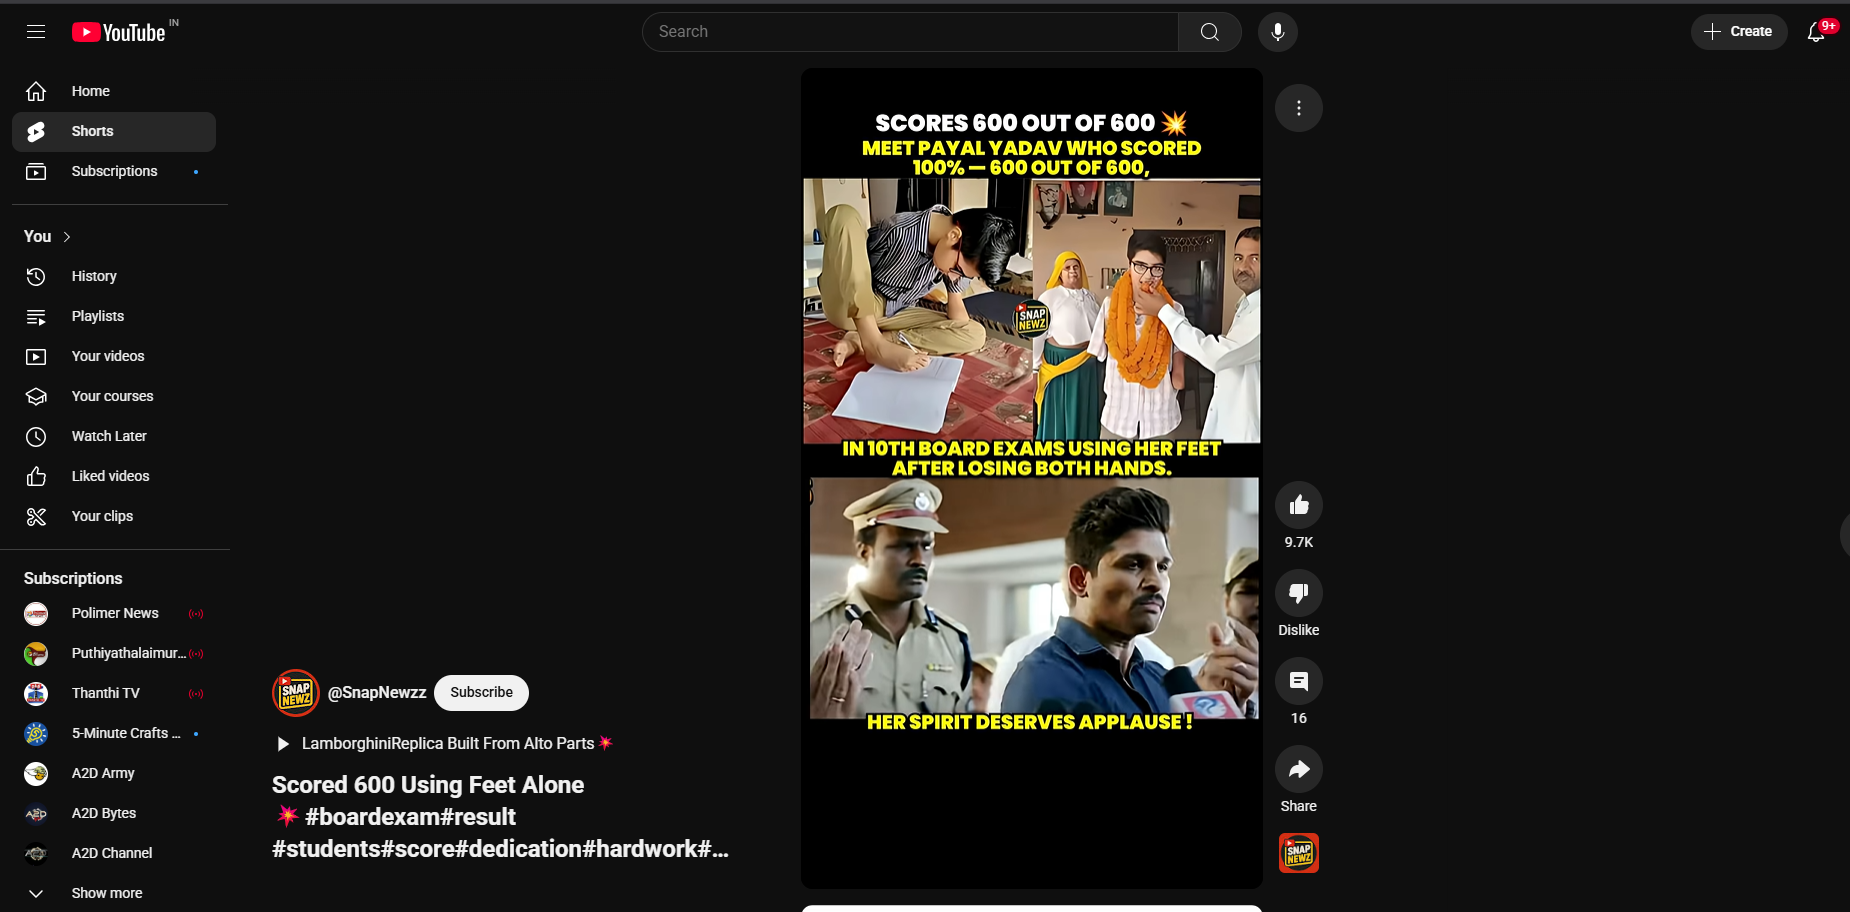 YouTube IN
Search
Create
9+
Home
Shorts
Subscriptions
You
History
Playlists
Your videos
Your courses
Watch Later
Liked videos
Your clips
Subscriptions
Polimer News
Puthiyathalaimur...
Thanthi TV
5-Minute Crafts ...
A2D Army
A2D Bytes
A2D Channel
Show more
SNAP
NEWZ
@SnapNewzz
Subscribe
LamborghiniReplica Built From Alto Parts💥
Scored 600 Using Feet Alone
💥 #boardexam#result
#students#score#dedication#hardwork#...
SCORES 600 OUT OF 600 💥
MEET PAYAL YADAV WHO SCORED
100% — 600 OUT OF 600,
SNAP
NEWZ
IN 10TH BOARD EXAMS USING HER FEET
AFTER LOSING BOTH HANDS.
HER SPIRIT DESERVES APPLAUSE !
9.7K
Dislike
16
Share
SNAP
NEWZ